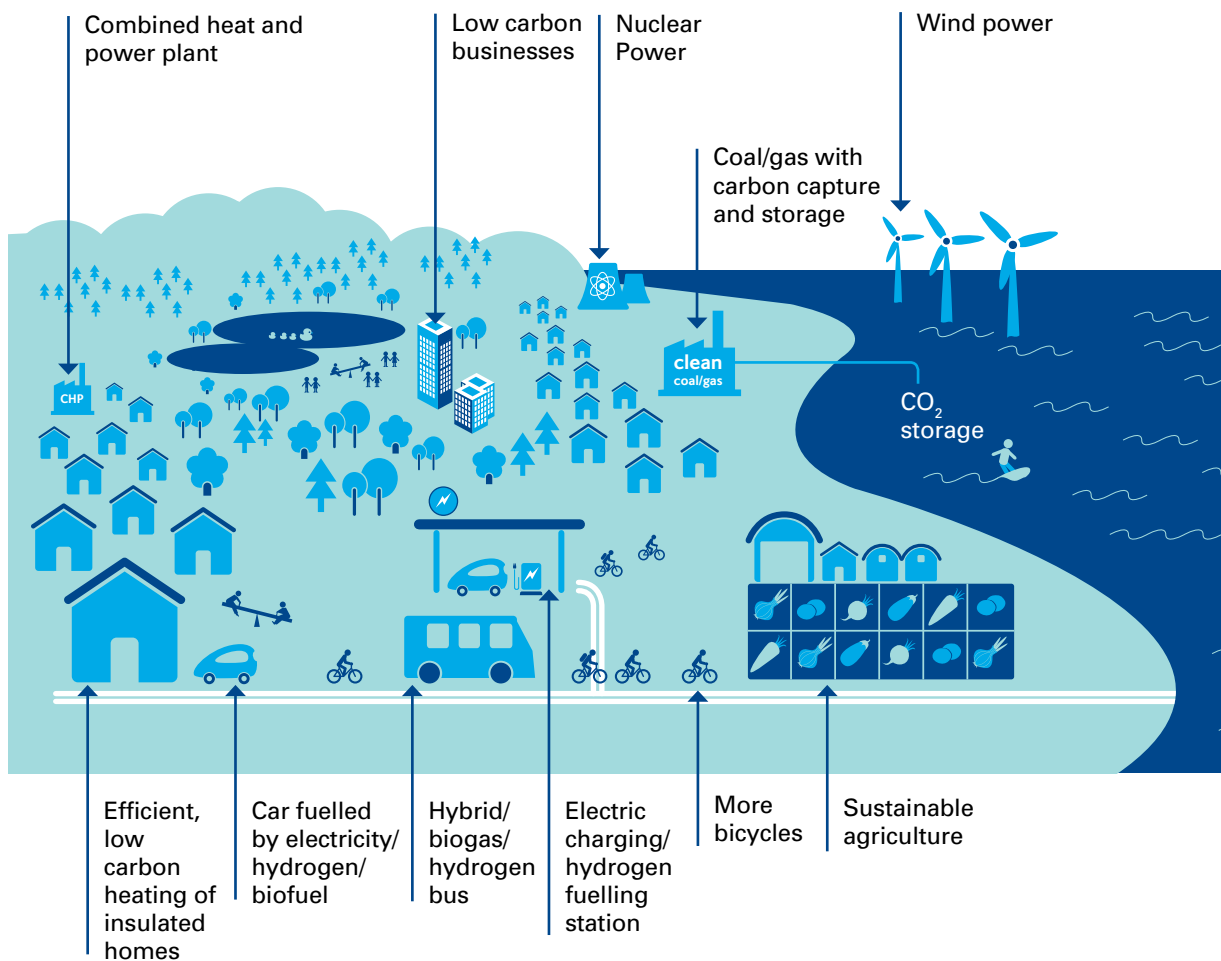 Combined heat and
power plant
Low carbon
businesses
Nuclear
Power
Wind power
Coal/gas with
carbon capture
and storage
clean
coal/gas
CHP
CO₂
storage
Efficient,
low
carbon
heating of
insulated
homes
Car fuelled
by electricity/
hydrogen/
biofuel
Hybrid/
biogas/
hydrogen
bus
Electric
charging/
hydrogen
fuelling
station
More
bicycles
Sustainable
agriculture